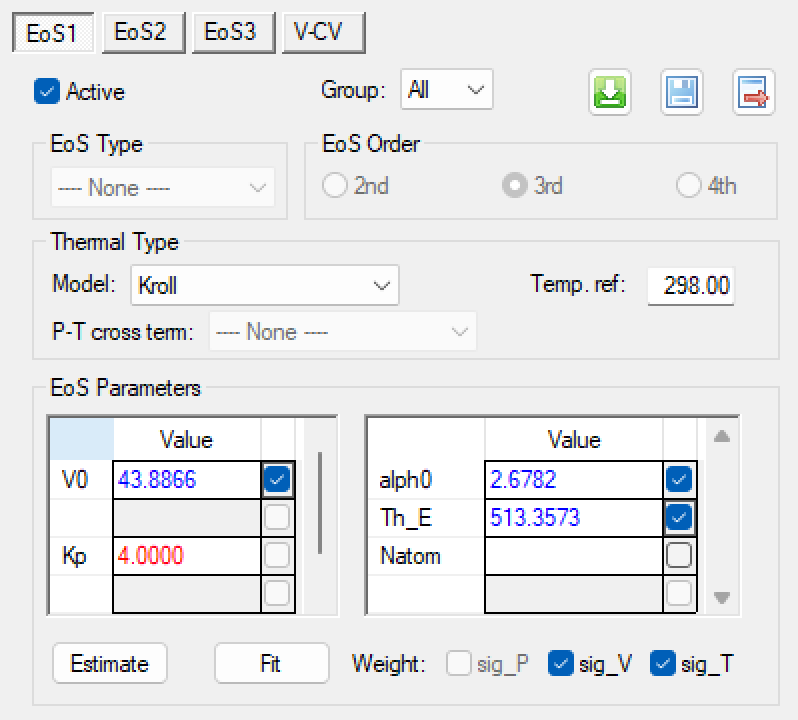 EoS1 EoS2 EoS3 V-CV
Active Group: All
EoS Type EoS Order
---- None ---- 2nd 3rd 4th
Thermal Type
Model: Kroll Temp. ref: 298.00
P-T cross term: ---- None ----
EoS Parameters
Value Value
V0 43.8866 alph0 2.6782
Th_E 513.3573
Kp 4.0000 Natom
Estimate Fit Weight: sig_P sig_V sig_T